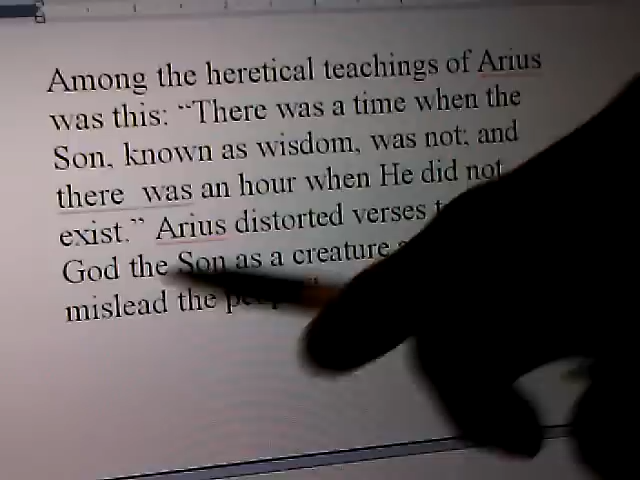 Among the heretical teachings of Arius
was this: “There was a time when the
Son, known as wisdom, was not; and
there was an hour when He did not
exist.” Arius distorted verses
God the Son as a creature
mislead the